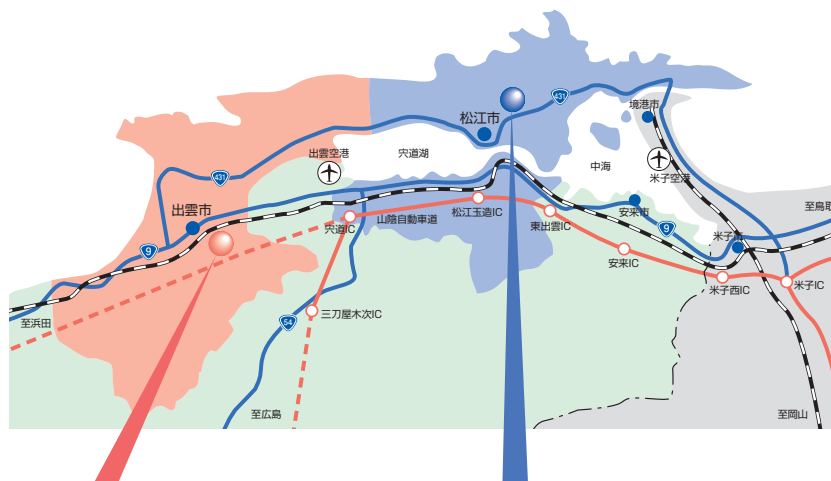 境港市
431
松江市
出雲空港
宍道湖
中海
米子空港
431
至鳥取
出雲市
山陰自動車道
松江玉造IC
安来市
宍道IC
東出雲IC
9
米子市
9
安来IC
米子西IC
米子IC
至浜田
54
三刀屋木次IC
至広島
至岡山